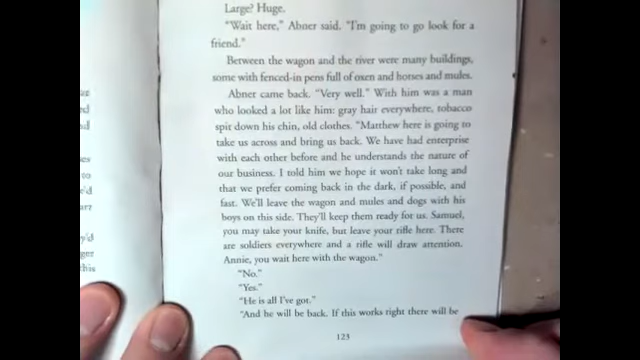 Large? Huge.
"Wait here," Abner said. "I'm going to go look for a
friend."
Between the wagon and the river were many buildings,
some with fenced-in pens full of oxen and horses and mules.
Abner came back. "Very well." With him was a man
who looked a lot like him: gray hair everywhere, tobacco
spit down his chin, old clothes. "Matthew here is going to
take us across and bring us back. We have had enterprise
with each other before and he understands the nature of
our business. I told him we hope it won't take long and
that we prefer coming back in the dark, if possible, and
fast. We'll leave the wagon and mules and dogs with his
boys on this side. They'll keep them ready for us. Samuel,
you may take your knife, but leave your rifle here. There
are soldiers everywhere and a rifle will draw attention.
Annie, you wait here with the wagon."
"No."
"Yes."
"He is all I've got."
"And he will be back. If this works right there will be
123